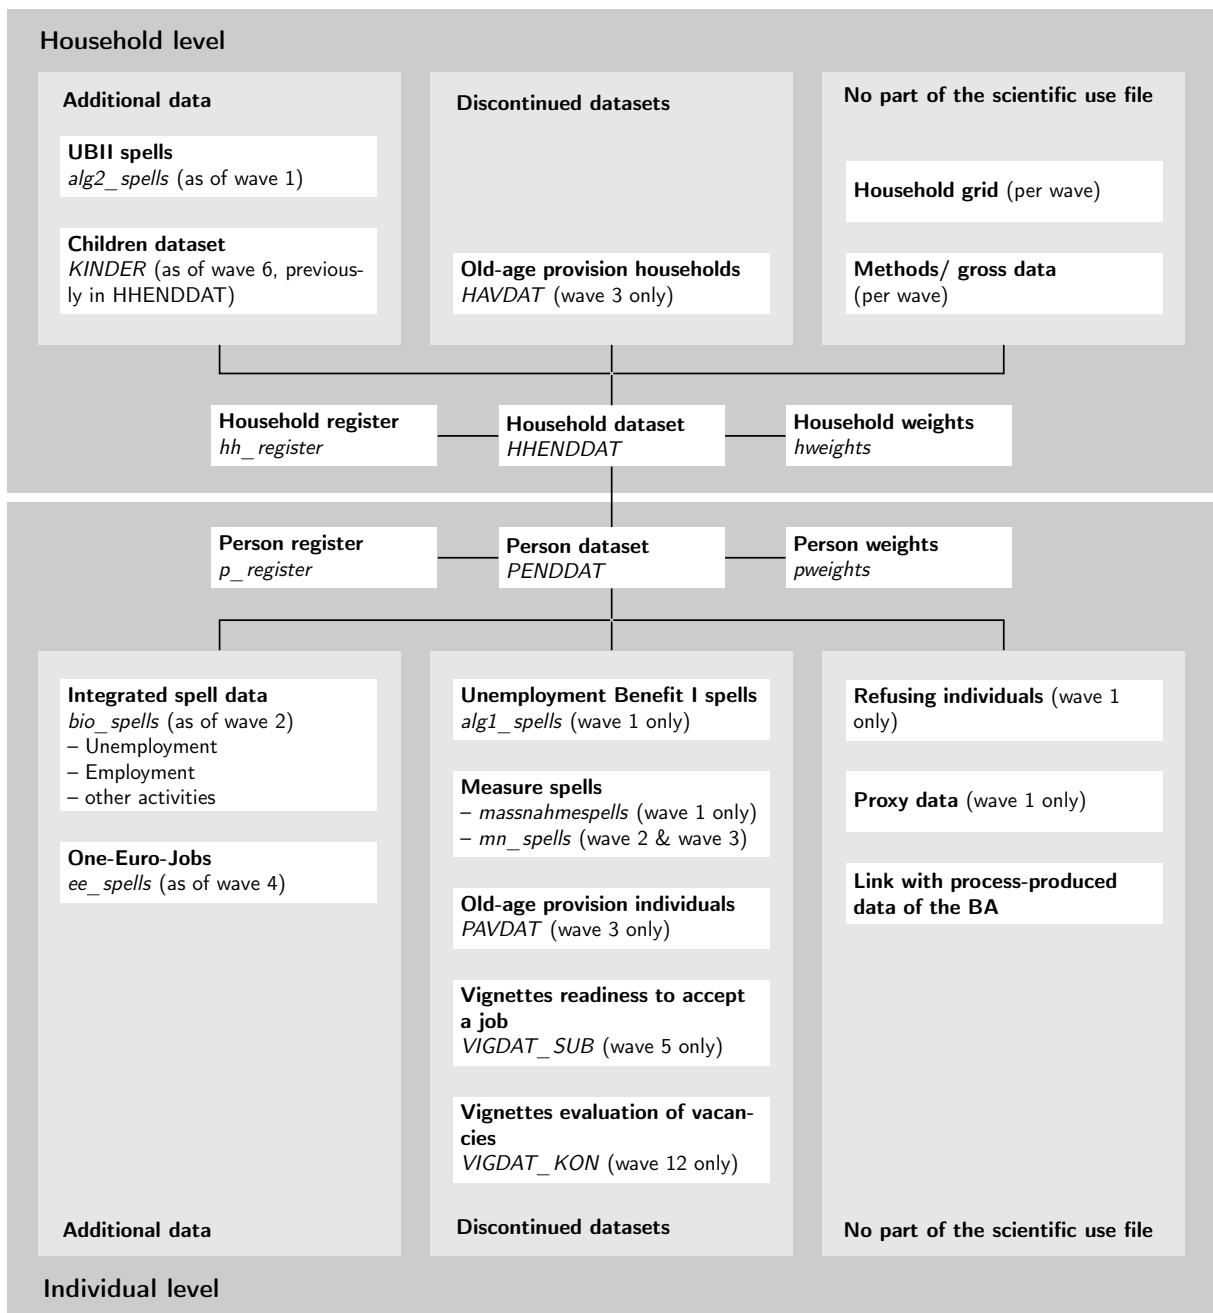 Household level
Additional data
UBII spells
alg2_spells (as of wave 1)
Children dataset
KINDER (as of wave 6, previous-
ly in HHENDDAT)
Discontinued datasets
Old-age provision households
HAVDAT (wave 3 only)
No part of the scientific use file
Household grid (per wave)
Methods/ gross data
(per wave)
Household register
hh_register
Household dataset
HHENDDAT
Household weights
hweights
Person register
p_register
Person dataset
PENDDAT
Person weights
pweights
Integrated spell data
bio_spells (as of wave 2)
– Unemployment
– Employment
– other activities
One-Euro-Jobs
ee_spells (as of wave 4)
Additional data
Unemployment Benefit I spells
alg1_spells (wave 1 only)
Measure spells
– massnahmespells (wave 1 only)
– mn_spells (wave 2 & wave 3)
Old-age provision individuals
PAVDAT (wave 3 only)
Vignettes readiness to accept
a job
VIGDAT_SUB (wave 5 only)
Vignettes evaluation of vacan-
cies
VIGDAT_KON (wave 12 only)
Discontinued datasets
Refusing individuals (wave 1
only)
Proxy data (wave 1 only)
Link with process-produced
data of the BA
No part of the scientific use file
Individual level